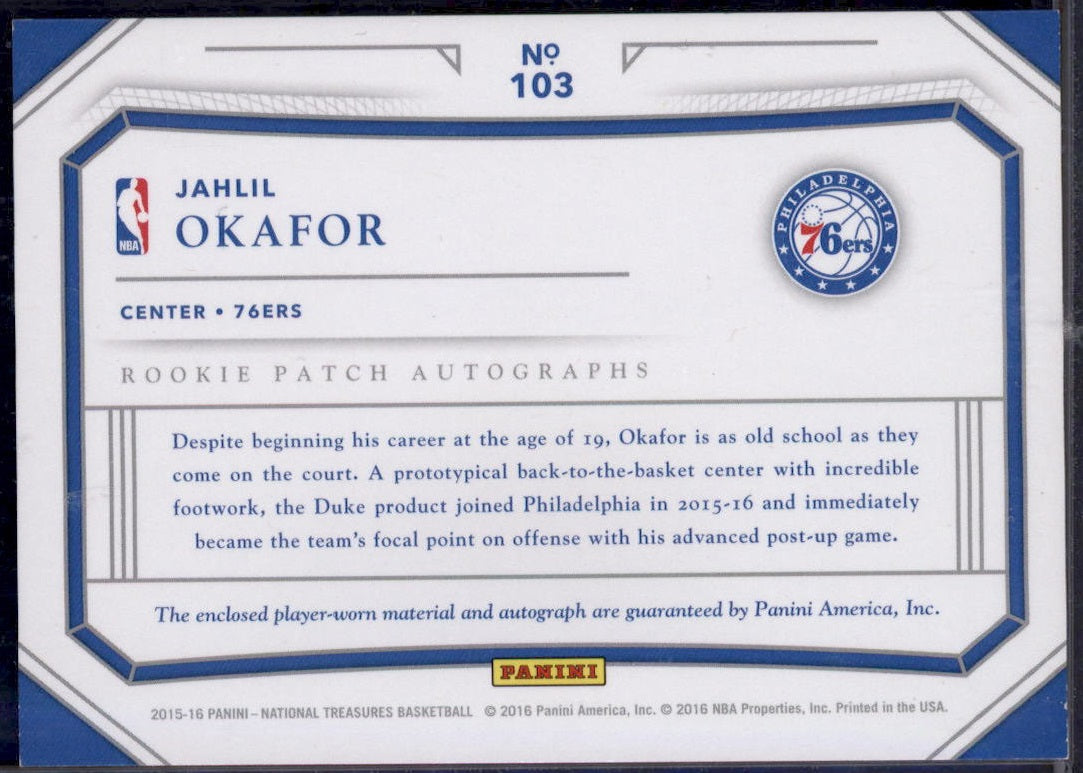 Nº
103
JAHLIL
OKAFOR
NBA
PHILADELPHIA
76ers
CENTER • 76ERS
ROOKIE PATCH AUTOGRAPHS
Despite beginning his career at the age of 19, Okafor is as old school as they
come on the court. A prototypical back-to-the-basket center with incredible
footwork, the Duke product joined Philadelphia in 2015-16 and immediately
became the team's focal point on offense with his advanced post-up game.
The enclosed player-worn material and autograph are guaranteed by Panini America, Inc.
PANINI
2015-16 PANINI – NATIONAL TREASURES BASKETBALL © 2016 Panini America, Inc. © 2016 NBA Properties, Inc. Printed in the USA.